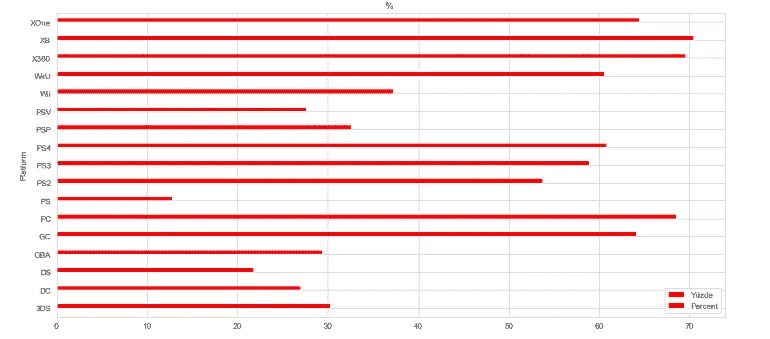 %
XOne
XB
X360
WiiU
Wii
PSV
PSP
PS4
PS3
PS2
PS
PC
GC
GBA
DS
DC
3DS
Platform
0 10 20 30 40 50 60 70
Yüzde
Percent